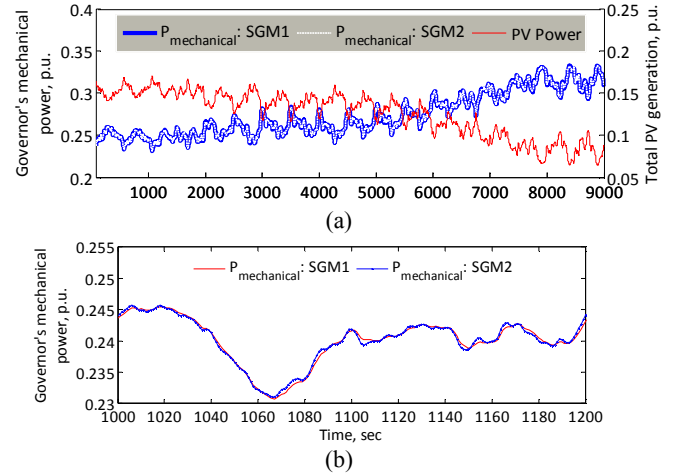 (a)
0.4
0.35
0.3
0.25
0.2
Governor's mechanical
power, p.u.
P mechanical: SGM1 P mechanical: SGM2 PV Power
0.25
0.2
0.15
0.1
0.05
Total PV generation, p.u.
1000 2000 3000 4000 5000 6000 7000 8000 9000
(a)
0.255
0.25
0.245
0.240
0.235
0.23
Governor's mechanical
power, p.u.
P mechanical: SGM1 P mechanical: SGM2
1000 1020 1040 1060 1080 1100 1120 1140 1160 1180 1200
Time, sec
(b)